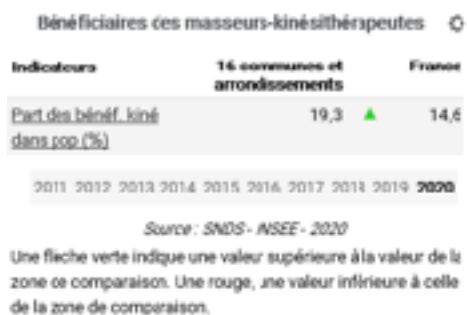 Bénéficiaires des masseurs-kinésithérapeutes
Indicateurs 16 communes et France
arrondissements
Part des bénéf. kiné 19,3 14,6
dans pop (%)
2011 2012 2013 2014 2015 2016 2017 2018 2019 2020
Source : SNDS - INSEE - 2020
Une flèche verte indique une valeur supérieure à la valeur de la
zone de comparaison. Une rouge, une valeur inférieure à celle
de la zone de comparaison.